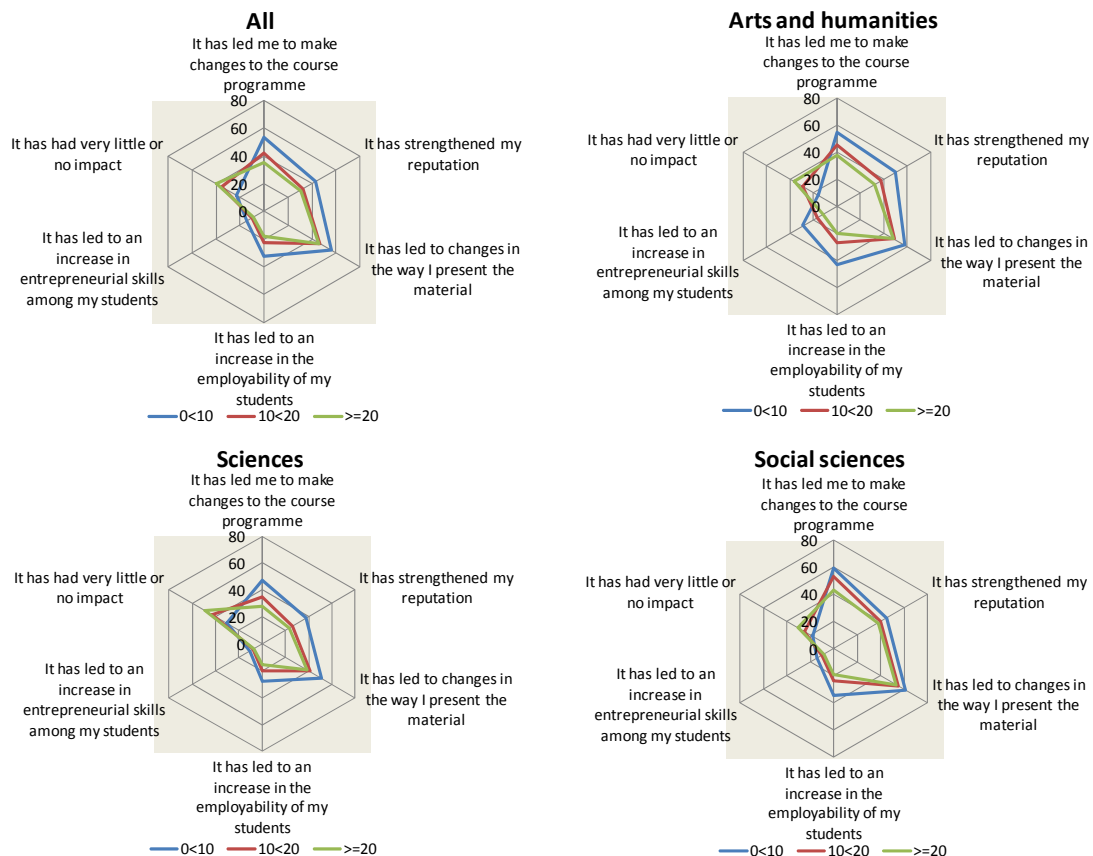 All
It has led me to make
changes to the course
programme
80
60
40
20
0
It has had very little or
no impact
It has strengthened my
reputation
It has led to an
increase in
entrepreneurial skills
among my students
It has led to changes in
the way I present the
material
It has led to an
increase in the
employability of my
students
0<10 10<20 >=20
Arts and humanities
It has led me to make
changes to the course
programme
80
60
40
20
0
It has had very little or
no impact
It has strengthened my
reputation
It has led to an
increase in
entrepreneurial skills
among my students
It has led to changes in
the way I present the
material
It has led to an
increase in the
employability of my
students
0<10 10<20 >=20
Sciences
It has led me to make
changes to the course
programme
80
60
40
20
0
It has had very little or
no impact
It has strengthened my
reputation
It has led to an
increase in
entrepreneurial skills
among my students
It has led to changes in
the way I present the
material
It has led to an
increase in the
employability of my
students
0<10 10<20 >=20
Social sciences
It has led me to make
changes to the course
programme
80
60
40
20
0
It has had very little or
no impact
It has strengthened my
reputation
It has led to an
increase in
entrepreneurial skills
among my students
It has led to changes in
the way I present the
material
It has led to an
increase in the
employability of my
students
0<10 10<20 >=20